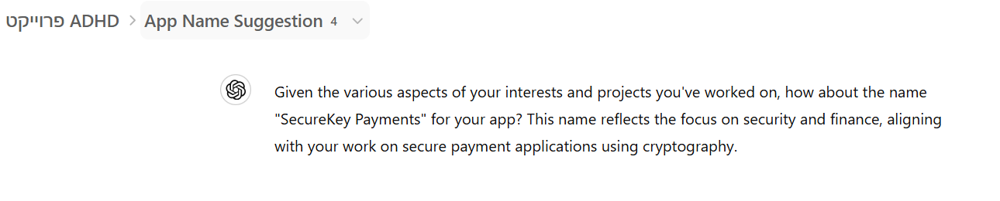 פרוייקט ADHD > App Name Suggestion 4
Given the various aspects of your interests and projects you've worked on, how about the name
"SecureKey Payments" for your app? This name reflects the focus on security and finance, aligning
with your work on secure payment applications using cryptography.